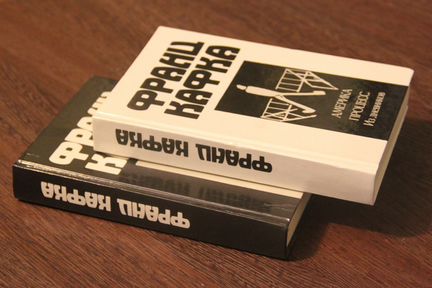 ФРАНЦ
КАФКА
АМЕРИКА
ПРОЦЕСС
Из дневников
ФРАНЦ КАФКА
ФРАНЦ КАФКА